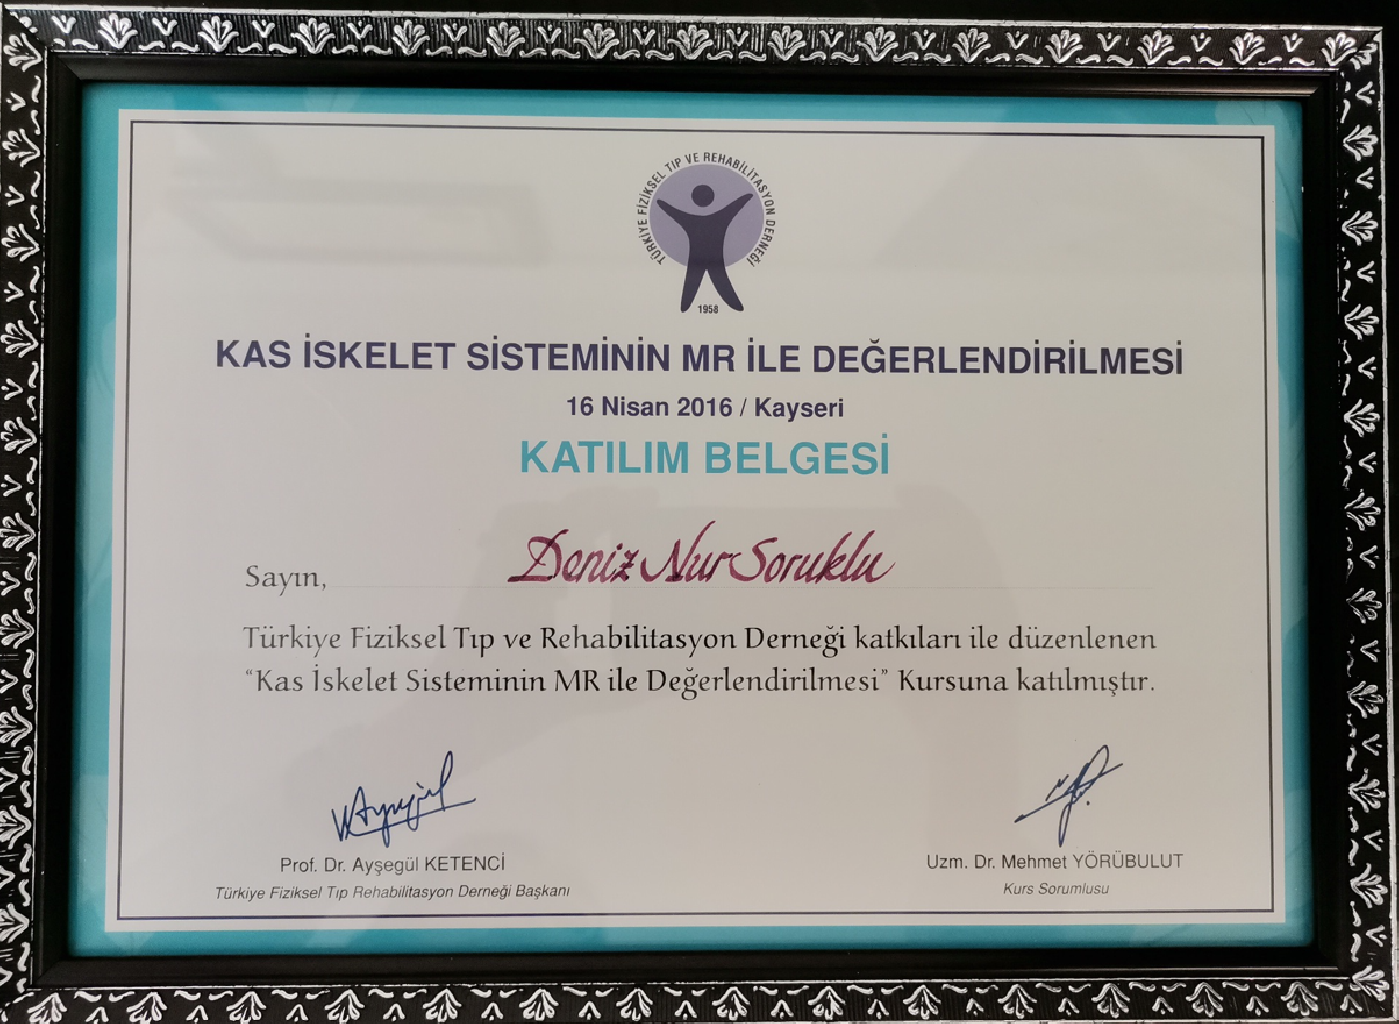 TÜRKİYE FİZİKSEL TIP VE REHABİLİTASYON DERNEĞİ
1958
KAS İSKELET SİSTEMİNİN MR İLE DEĞERLENDİRİLMESİ
16 Nisan 2016 / Kayseri
KATILIM BELGESİ
Sayın, Deniz Nur Soruklu
Türkiye Fiziksel Tıp ve Rehabilitasyon Derneği katkıları ile düzenlenen
“Kas İskelet Sisteminin MR ile Değerlendirilmesi” Kursuna katılmıştır.
Prof. Dr. Ayşegül KETENCİ
Türkiye Fiziksel Tıp Rehabilitasyon Derneği Başkanı
Uzm. Dr. Mehmet YÖRÜBULUT
Kurs Sorumlusu